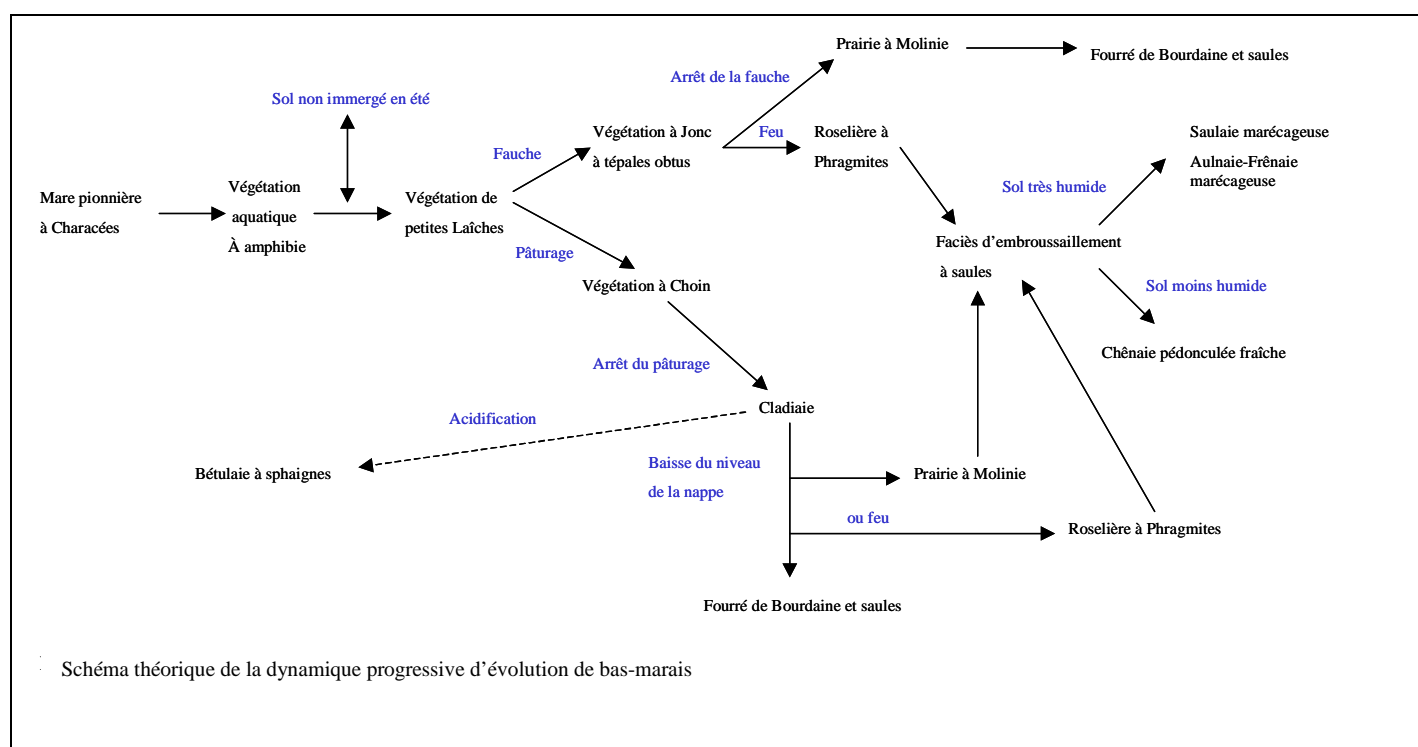 Prairie à Molinie
Fourré de Bourdaine et saules
Arrêt de la fauche
Sol non immergé en été
Végétation à Jonc
à tépales obtus
Feu
Roselière à
Phragmites
Saulaie marécageuse
Aulnaie-Frênaie
marécageuse
Fauche
Sol très humide
Mare pionnière
à Characées
Végétation
aquatique
À amphibie
Végétation de
petites Laîches
Pâturage
Faciès d’embroussaillement
à saules
Végétation à Choin
Sol moins humide
Chênaie pédonculée fraîche
Arrêt du pâturage
Cladiaie
Acidification
Bétulaie à sphaignes
Baisse du niveau
de la nappe
Prairie à Molinie
ou feu
Roselière à Phragmites
Fourré de Bourdaine et saules
Schéma théorique de la dynamique progressive d’évolution de bas-marais